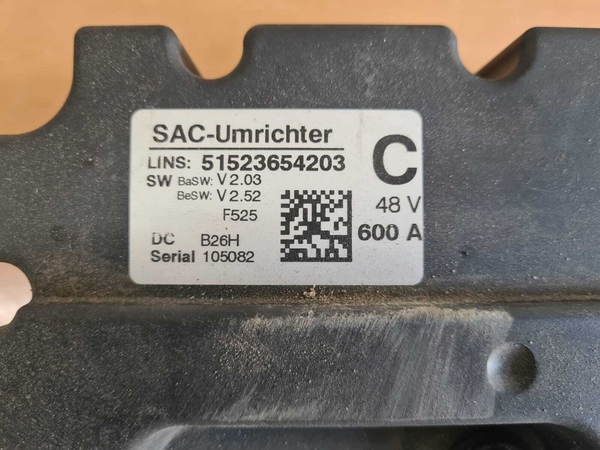 SAC-Umrichter
LINS: 51523654203
C
SW BaSW: V 2.03
BeSW: V 2.52
48 V
F525
600 A
DC B26H
Serial 105082